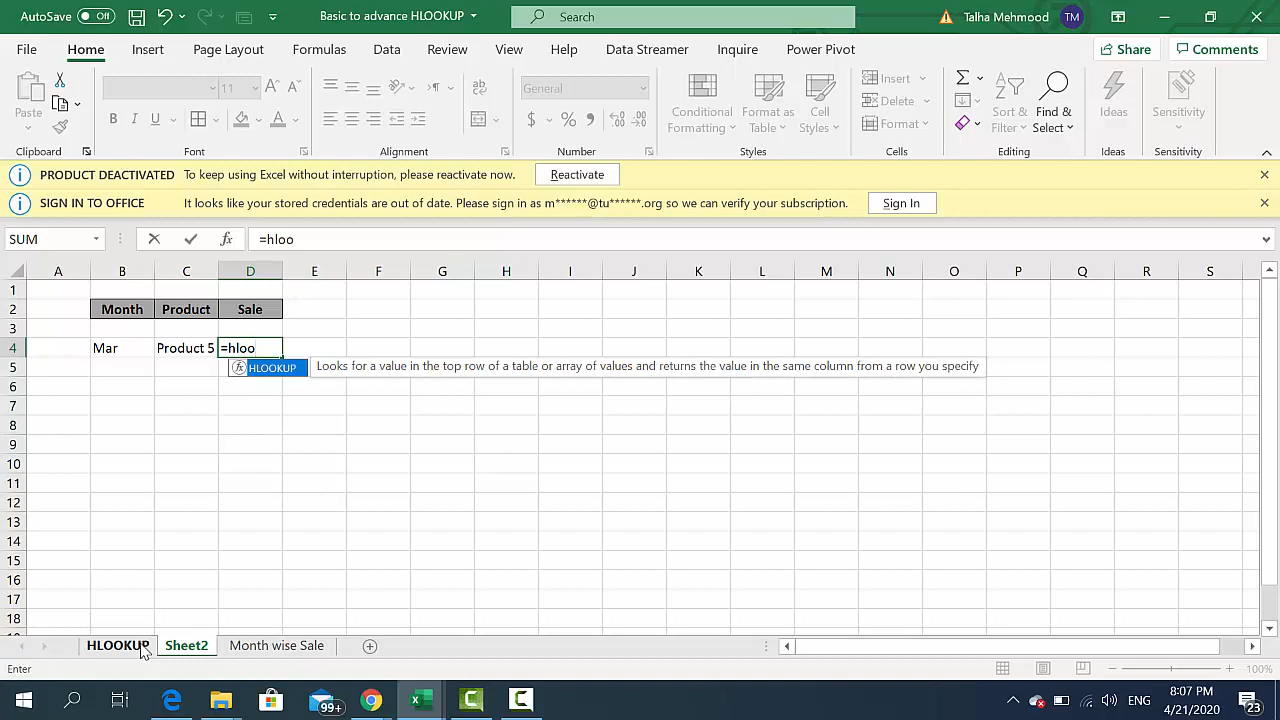 AutoSave Off Basic to advance HLOOKUP Search Talha Mehmood TM
File Home Insert Page Layout Formulas Data Review View Help Data Streamer Inquire Power Pivot Share Comments
Paste 11 General Conditional Formatting Format as Table Cell Styles Insert Delete Format Sort & Filter Find & Select Ideas Sensitivity
Clipboard Font Alignment Number Styles Cells Editing Ideas Sensitivity
PRODUCT DEACTIVATED To keep using Excel without interruption, please reactivate now. Reactivate
SIGN IN TO OFFICE It looks like your stored credentials are out of date. Please sign in as m******@tu******.org so we can verify your subscription. Sign In
SUM fx =hloo
A B C D E F G H I J K L M N O P Q R S
1
2 Month Product Sale
3
4 Mar Product 5 =hloo
5 HLOOKUP Looks for a value in the top row of a table or array of values and returns the value in the same column from a row you specify
6
7
8
9
10
11
12
13
14
15
16
17
18
HLOOKUP Sheet2 Month wise Sale
Enter 100%
99+ ENG 6:07 PM
4/21/2020 23